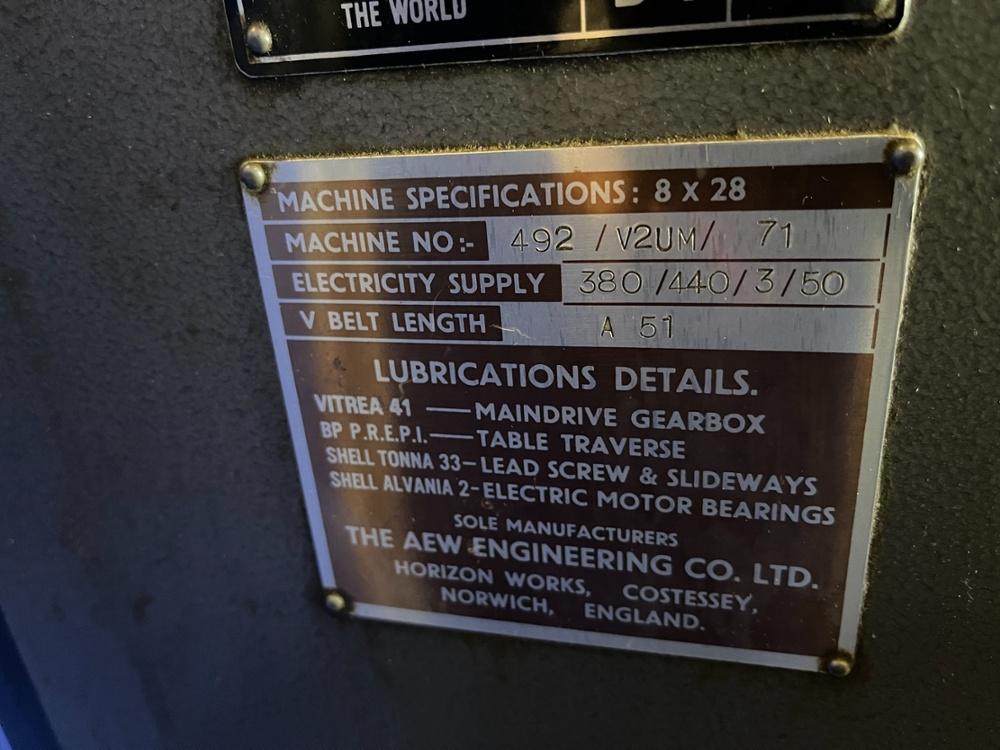 THE WORLD
MACHINE SPECIFICATIONS: 8 X 28
MACHINE NO:- 492 / V2UM/ 71
ELECTRICITY SUPPLY 380/440/3/50
V BELT LENGTH A 51
LUBRICATIONS DETAILS.
VITREA 41 — MAINDRIVE GEARBOX
BP P.R.E.P.I. — TABLE TRAVERSE
SHELL TONNA 33 – LEAD SCREW & SLIDEWAYS
SHELL ALVANIA 2 - ELECTRIC MOTOR BEARINGS
SOLE MANUFACTURERS
THE AEW ENGINEERING CO. LTD.
HORIZON WORKS, COSTESSEY,
NORWICH, ENGLAND.